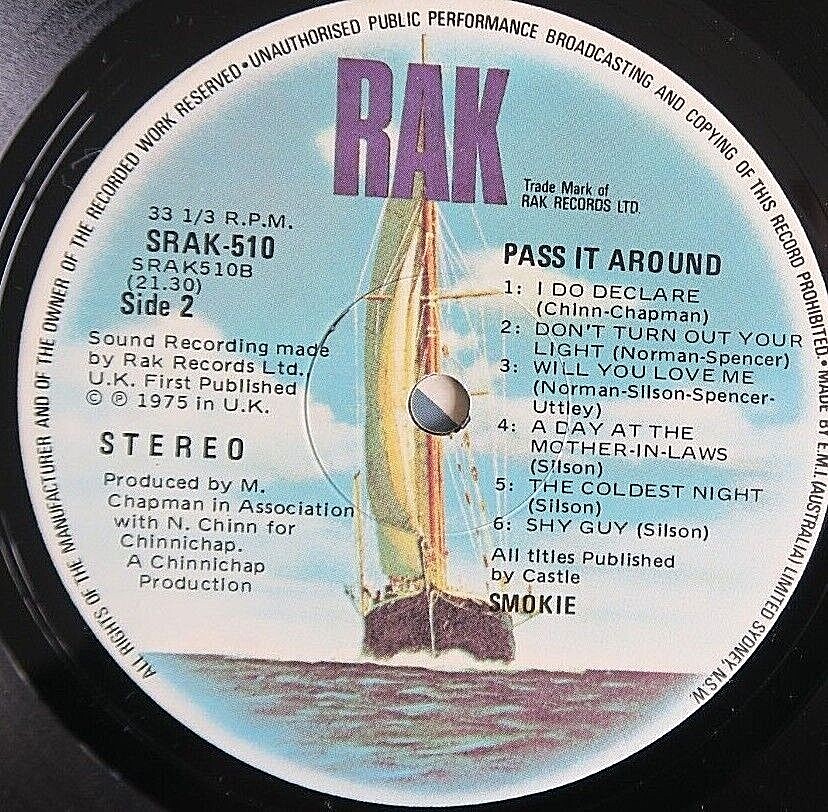 ALL RIGHTS OF THE MANUFACTURER AND OF THE OWNER OF THE RECORDED WORK RESERVED • UNAUTHORISED PUBLIC PERFORMANCE BROADCASTING AND COPYING OF THIS RECORD PROHIBITED. • MADE BY E.M.I. (AUSTRALIA) LIMITED SYDNEY, N.S.W.
RAK
Trade Mark of
RAK RECORDS LTD.
33 1/3 R.P.M.
SRAK-510
SRAK510B
(21.30)
Side 2
Sound Recording made
by Rak Records Ltd.
U.K. First Published
© ℗ 1975 in U.K.
STEREO
Produced by M.
Chapman in Association
with N. Chinn for
Chinnichap.
A Chinnichap
Production
PASS IT AROUND
1: I DO DECLARE
(Chinn-Chapman)
2: DON'T TURN OUT YOUR
LIGHT (Norman-Spencer)
3: WILL YOU LOVE ME
(Norman-Silson-Spencer-
Uttley)
4: A DAY AT THE
MOTHER-IN-LAWS
(Silson)
5: THE COLDEST NIGHT
(Silson)
6: SHY GUY (Silson)
All titles Published
by Castle
SMOKIE